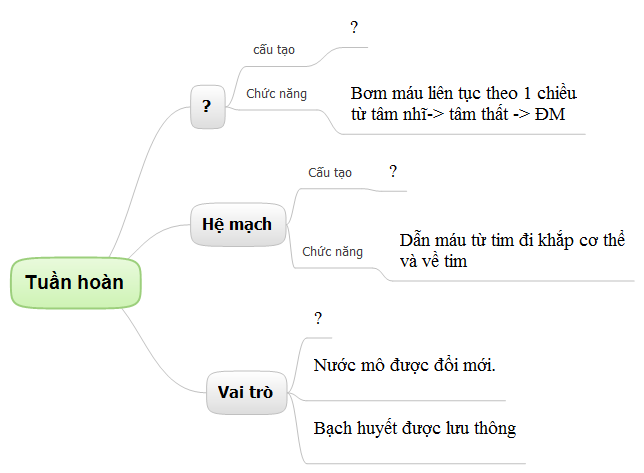 ?
cấu tạo
?
Chức năng
Bơm máu liên tục theo 1 chiều
từ tâm nhĩ-> tâm thất -> ĐM
Hệ mạch
Cấu tạo
?
Chức năng
Dẫn máu từ tim đi khắp cơ thể
và về tim
Tuần hoàn
Vai trò
?
Nước mô được đổi mới.
Bạch huyết được lưu thông